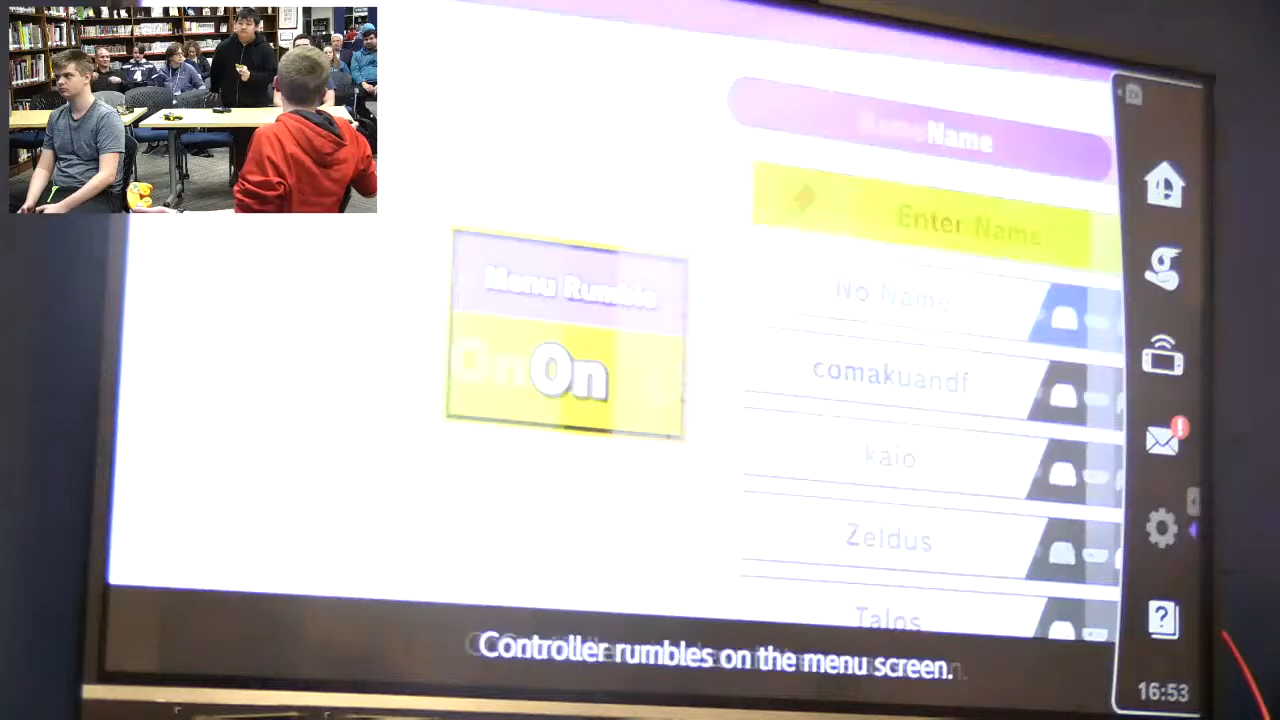 Name
Enter Name
Menu Rumble
On
No Name
comakuandf
kaio
Zeldus
Talos
Controller rumbles on the menu screen.
16:53